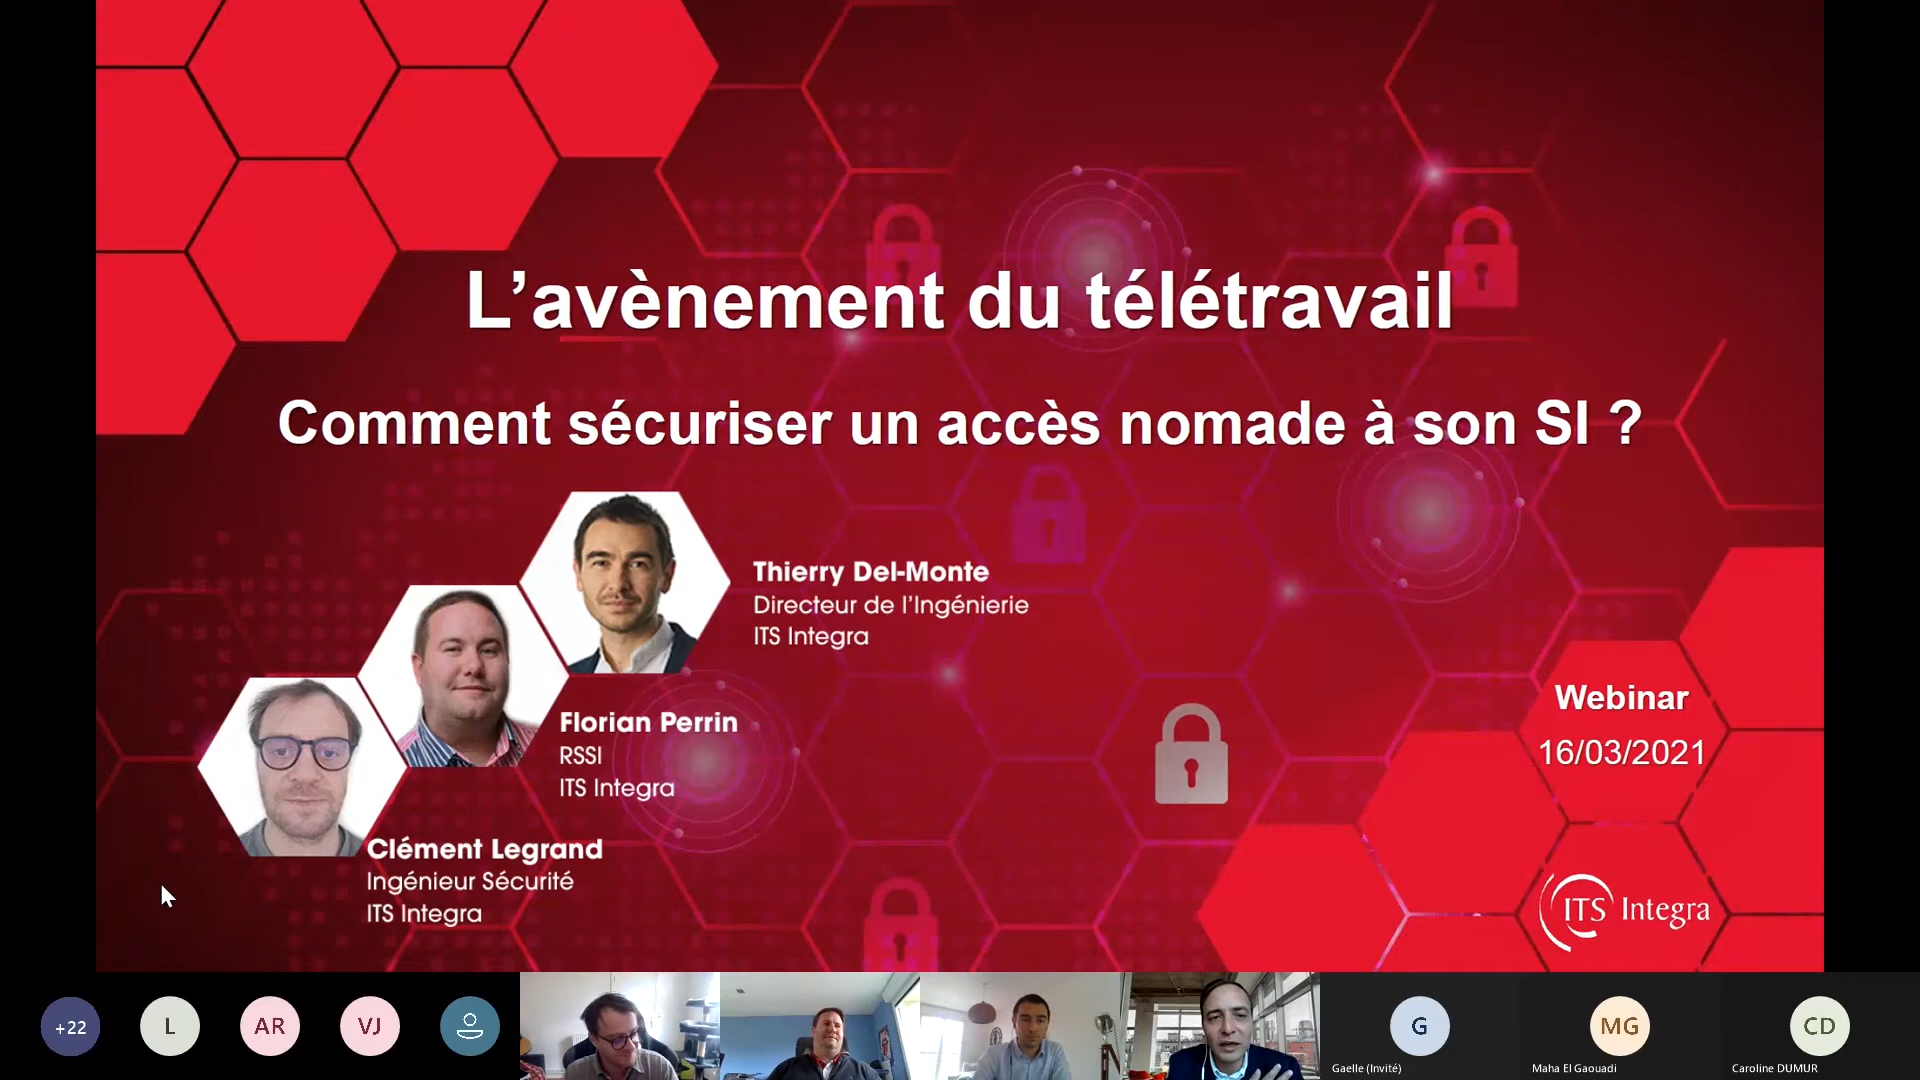 L’avènement du télétravail
Comment sécuriser un accès nomade à son SI ?
Thierry Del-Monte
Directeur de l’Ingénierie
ITS Integra
Florian Perrin
RSSI
ITS Integra
Clément Legrand
Ingénieur Sécurité
ITS Integra
Webinar
16/03/2021
ITS Integra
+22
L
AR
VJ
G
MG
CD
Gaelle (Invité)
Maha El Gaouadi
Caroline DUMUR